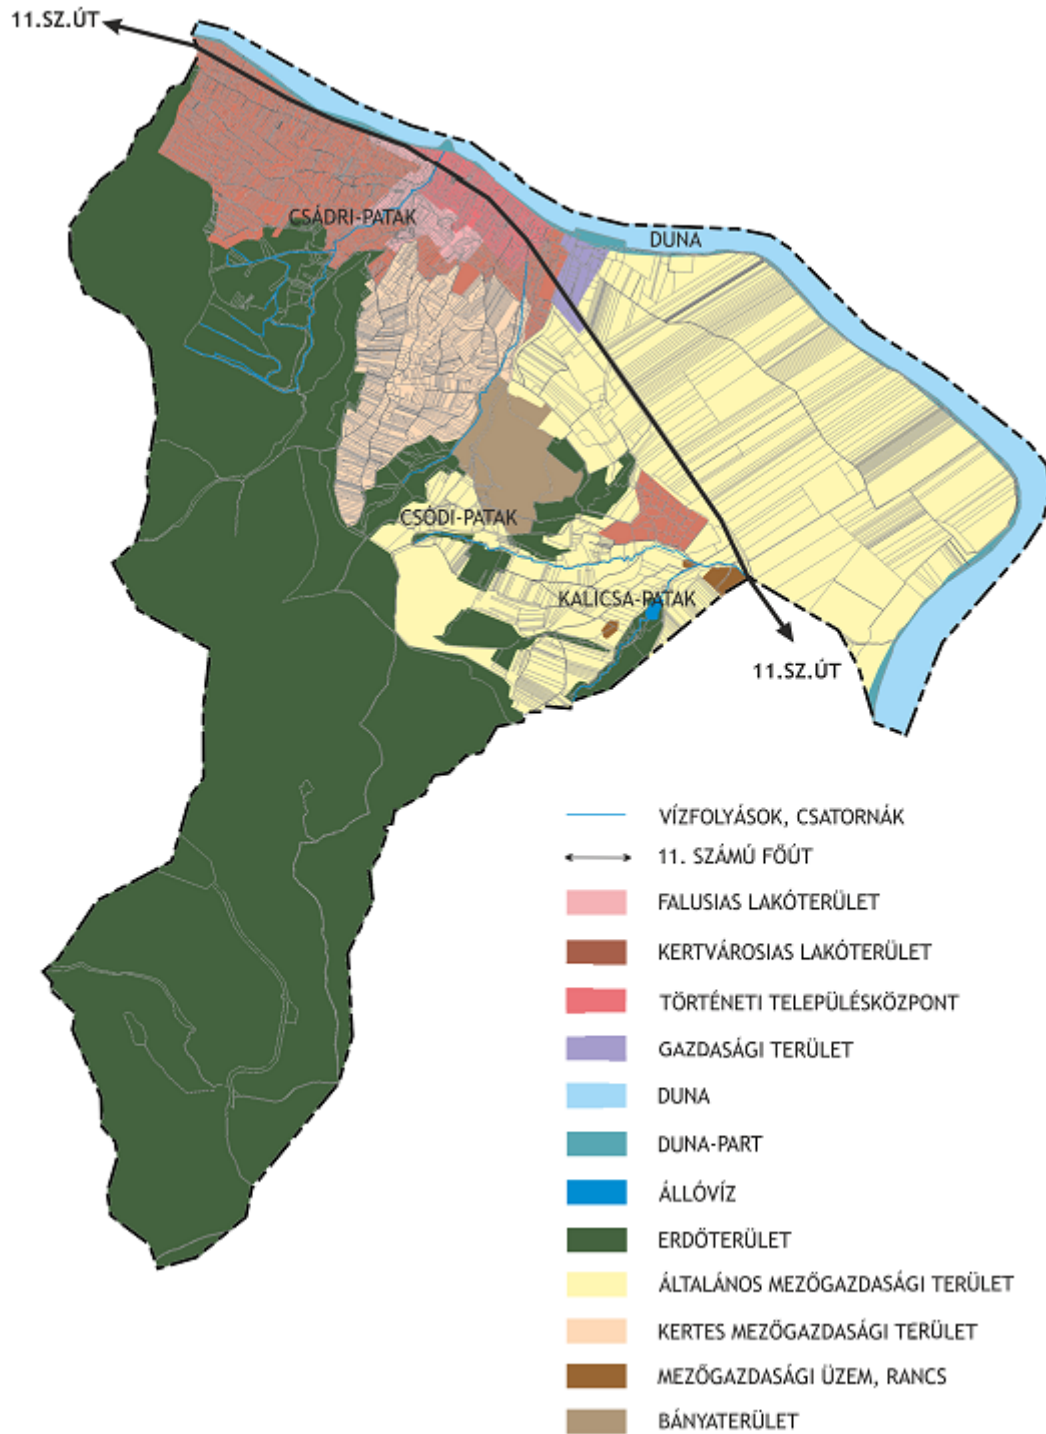 11.SZ.ÚT
CSÁDRI-PATAK
DUNA
CSÓDI-PATAK
KALICSA-PATAK
11.SZ.ÚT
VÍZFOLYÁSOK, CSATORNÁK
11. SZÁMÚ FŐÚT
FALUSIAS LAKÓTERÜLET
KERTVÁROSIAS LAKÓTERÜLET
TÖRTÉNETI TELEPÜLÉSKÖZPONT
GAZDASÁGI TERÜLET
DUNA
DUNA-PART
ÁLLÓVÍZ
ERDŐTERÜLET
ÁLTALÁNOS MEZŐGAZDASÁGI TERÜLET
KERTES MEZŐGAZDASÁGI TERÜLET
MEZŐGAZDASÁGI ÜZEM, RANCS
BÁNYATERÜLET